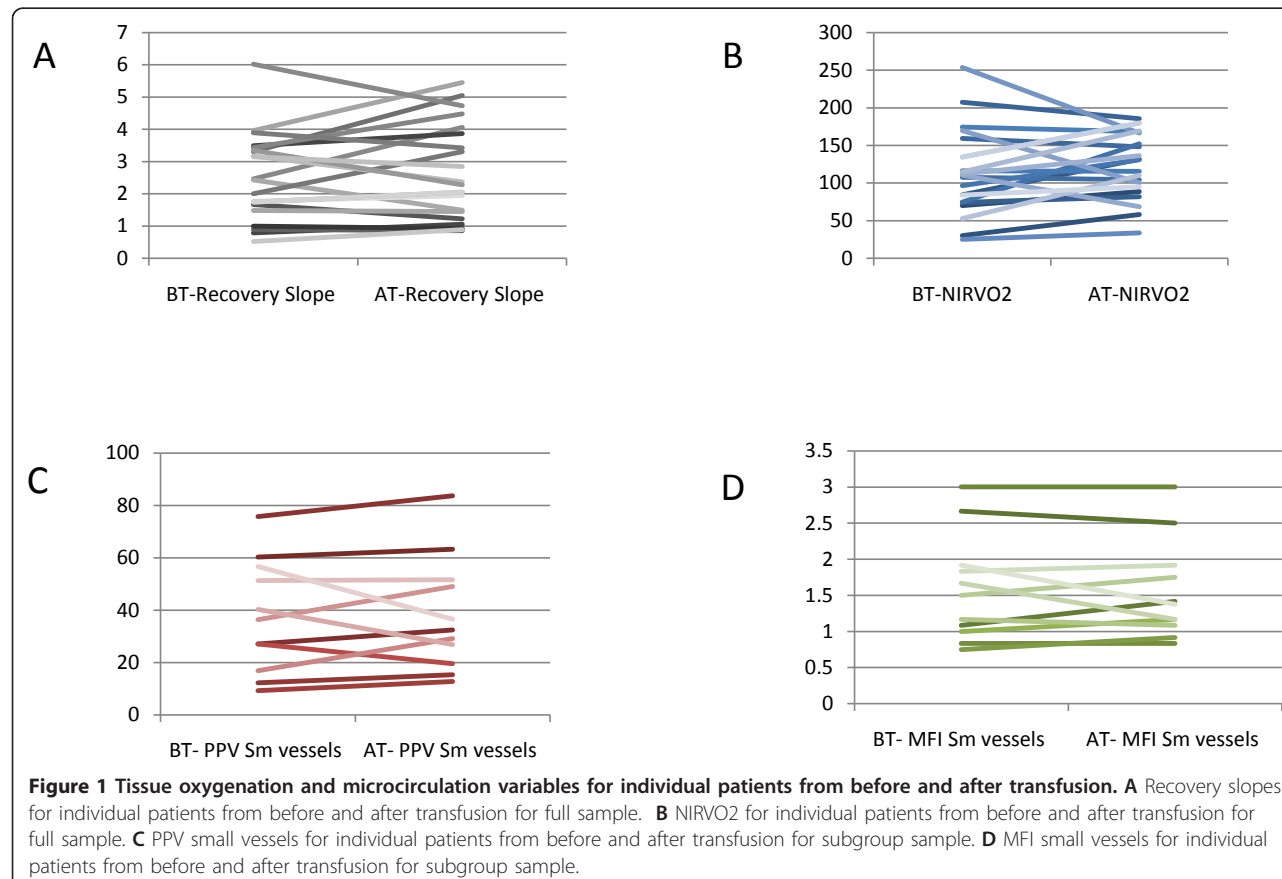 A
7
6
5
4
3
2
1
0
BT-Recovery Slope AT-Recovery Slope
B
300
250
200
150
100
50
0
BT-NIRVO2 AT-NIRVO2
C
100
80
60
40
20
0
BT- PPV Sm vessels AT- PPV Sm vessels
D
3.5
3
2.5
2
1.5
1
0.5
0
BT- MFI Sm vessels AT- MFI Sm vessels
Figure 1 Tissue oxygenation and microcirculation variables for individual patients from before and after transfusion. A Recovery slopes
for individual patients from before and after transfusion for full sample. B NIRVO2 for individual patients from before and after transfusion for
full sample. C PPV small vessels for individual patients from before and after transfusion for subgroup sample. D MFI small vessels for individual
patients from before and after transfusion for subgroup sample.